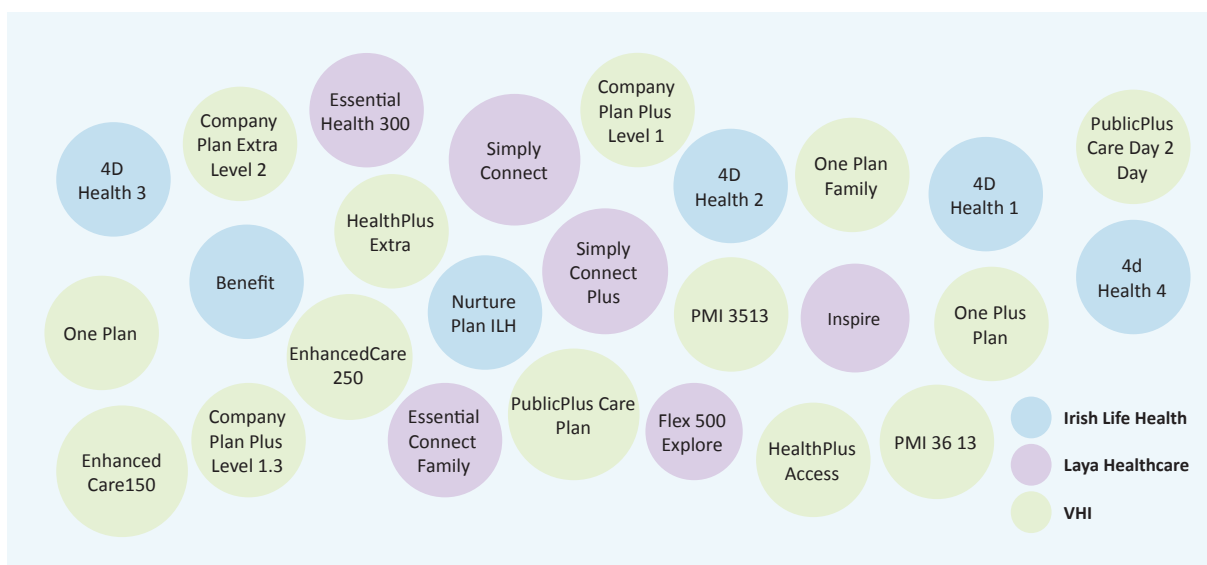 4D
Health 3
Company
Plan Extra
Level 2
Essential
Health 300
Simply
Connect
Company
Plan Plus
Level 1
4D
Health 2
One Plan
Family
4D
Health 1
PublicPlus
Care Day 2
Day
HealthPlus
Extra
Benefit
Simply
Connect
Plus
4d
Health 4
One Plan
Nurture
Plan ILH
PMI 3513
Inspire
One Plus
Plan
EnhancedCare
250
Enhanced
Care150
Company
Plan Plus
Level 1.3
Essential
Connect
Family
PublicPlus Care
Plan
Flex 500
Explore
HealthPlus
Access
PMI 36 13
Irish Life Health
Laya Healthcare
VHI